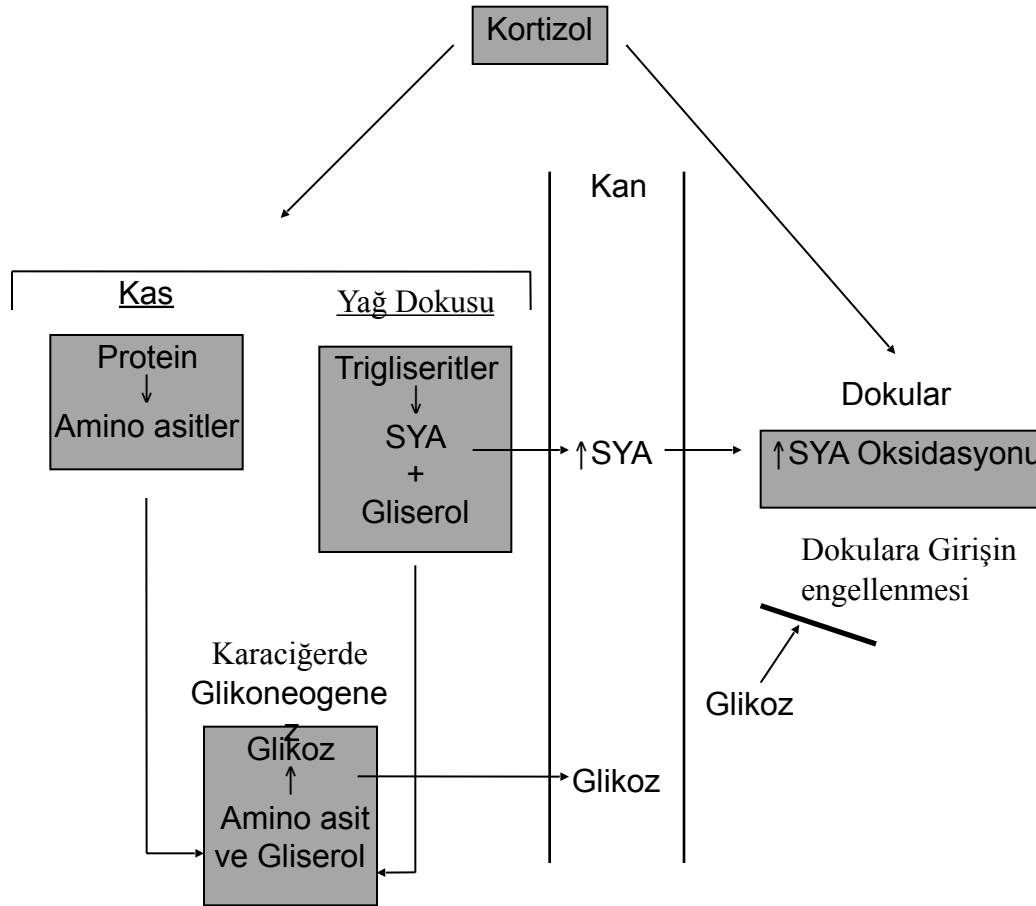 Kortizol
Kan
Kas
Yağ Dokusu
Protein
↓
Amino asitler
Trigliseritler
↓
SYA
+
Gliserol
↑SYA
Dokular
↑SYA Oksidasyonu
Dokulara Girişin
engellenmesi
Glikoz
Karaciğerde
Glikoneogene
z
Glikoz
↑
Amino asit
ve Gliserol
Glikoz